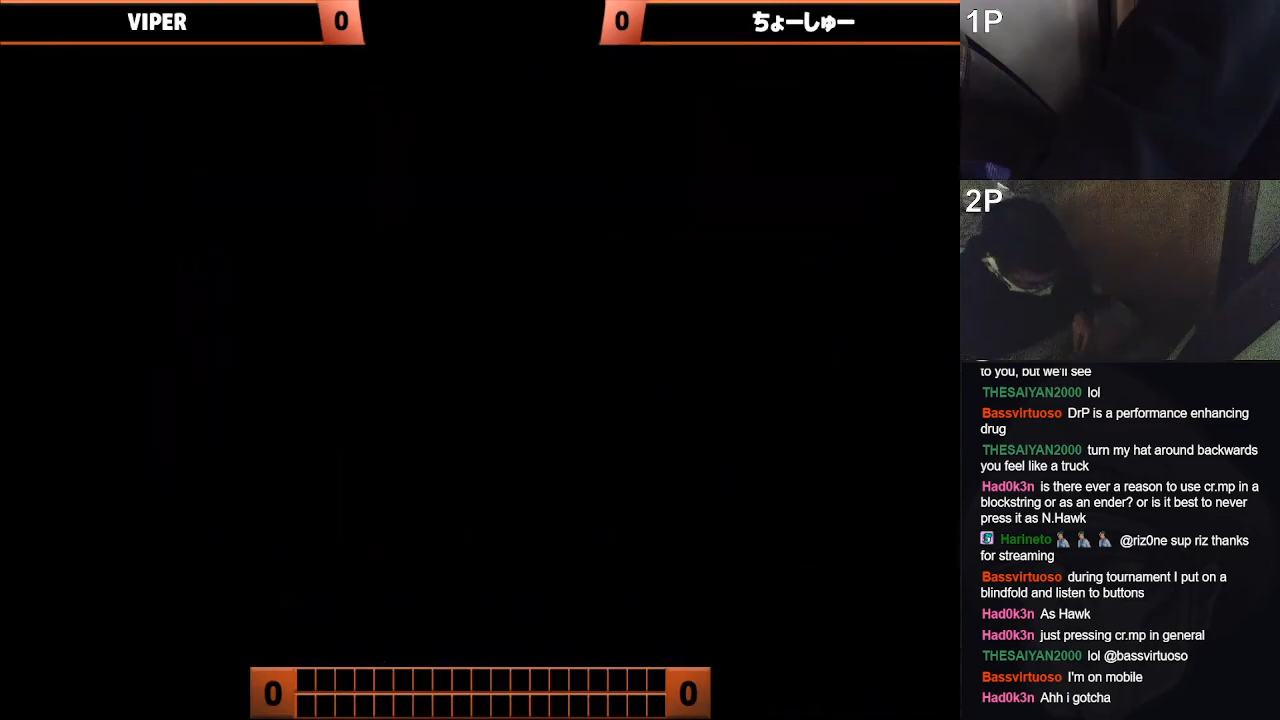 VIPER 0 0 ちょーしゅー
1P
2P
to you, but we'll see
THESAIYAN2000 lol
Bassvirtuoso DrP is a performance enhancing
drug
THESAIYAN2000 turn my hat around backwards
you feel like a truck
Had0k3n is there ever a reason to use cr.mp in a
blockstring or as an ender? or is it best to never
press it as N.Hawk
Harineto @riz0ne sup riz thanks
for streaming
Bassvirtuoso during tournament I put on a
blindfold and listen to buttons
Had0k3n As Hawk
Had0k3n just pressing cr.mp in general
THESAIYAN2000 lol @bassvirtuoso
Bassvirtuoso I'm on mobile
Had0k3n Ahh i gotcha
0 0